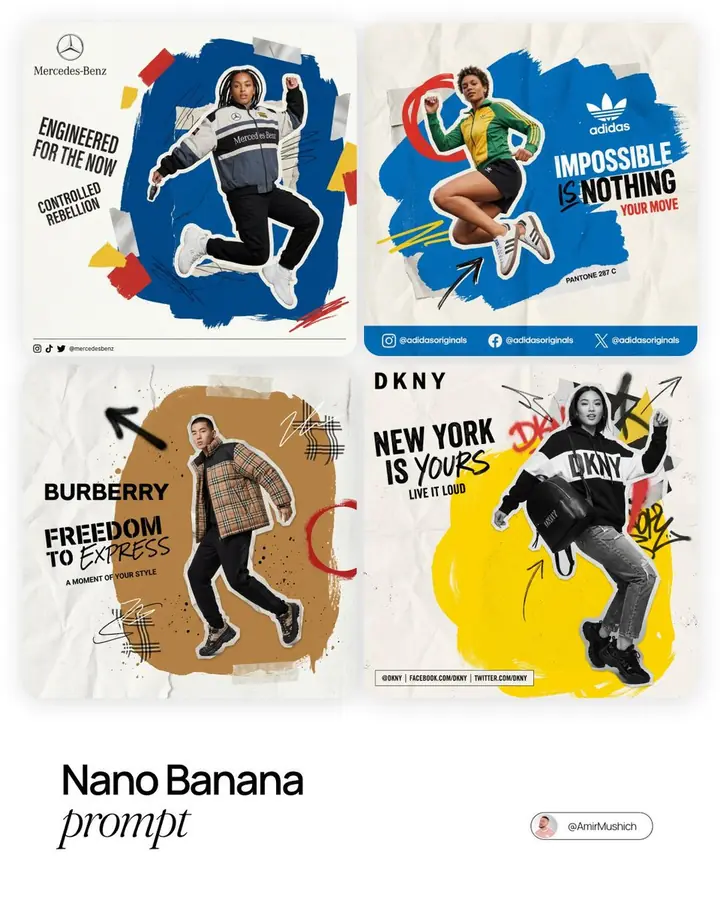 Mercedes-Benz
ENGINEERED
FOR THE NOW
CONTROLLED
REBELLION
Mercedes-Benz
@mercedesbenz
adidas
IMPOSSIBLE
IS NOTHING
YOUR MOVE
PANTONE 287 C
@adidasoriginals
@adidasoriginals
@adidasoriginals
BURBERRY
FREEDOM
TO EXPRESS
A MOMENT OF YOUR STYLE
DKNY
NEW YORK
IS YOURS
LIVE IT LOUD
DKNY
@DKNY | FACEBOOK.COM/DKNY | TWITTER.COM/DKNY
Nano Banana
prompt
@AmirMushich